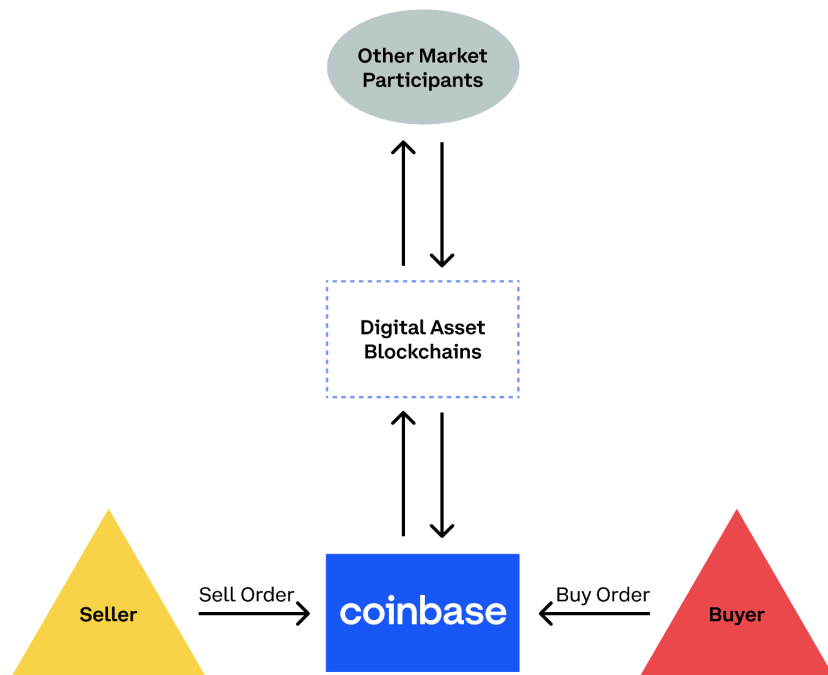 Other Market
Participants
Digital Asset
Blockchains
Seller
Sell Order
coinbase
Buy Order
Buyer